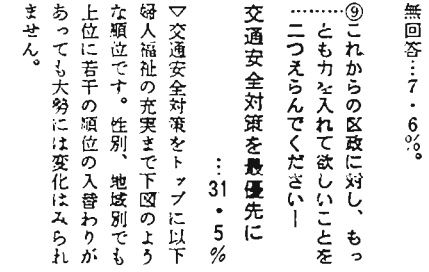 無回答…7・6%。
⑨これからの区政に対し、もっ
とも力を入れて欲しいことを
二つえらんでください―
………
交通安全対策を最優先に
…31・5%
▽交通安全対策をトップに以下
婦人福祉の充実まで下図のよう
な順位です。性別、地域別でも
上位に若干の順位の入替わりが
あっても大勢には変化はみられ
ません。